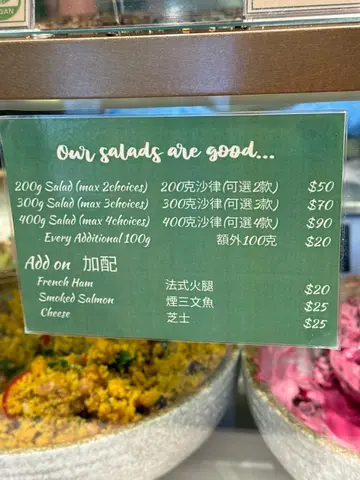 AN
Our salads are good...
200g Salad (max 2choices) 200克沙律(可選2款) $50
300g Salad (max 3choices) 300克沙律(可選3款) $70
400g Salad (max 4choices) 400克沙律(可選4款) $90
Every Additional 100g 額外100克 $20
Add on 加配
French Ham 法式火腿 $20
Smoked Salmon 煙三文魚 $25
Cheese 芝士 $25